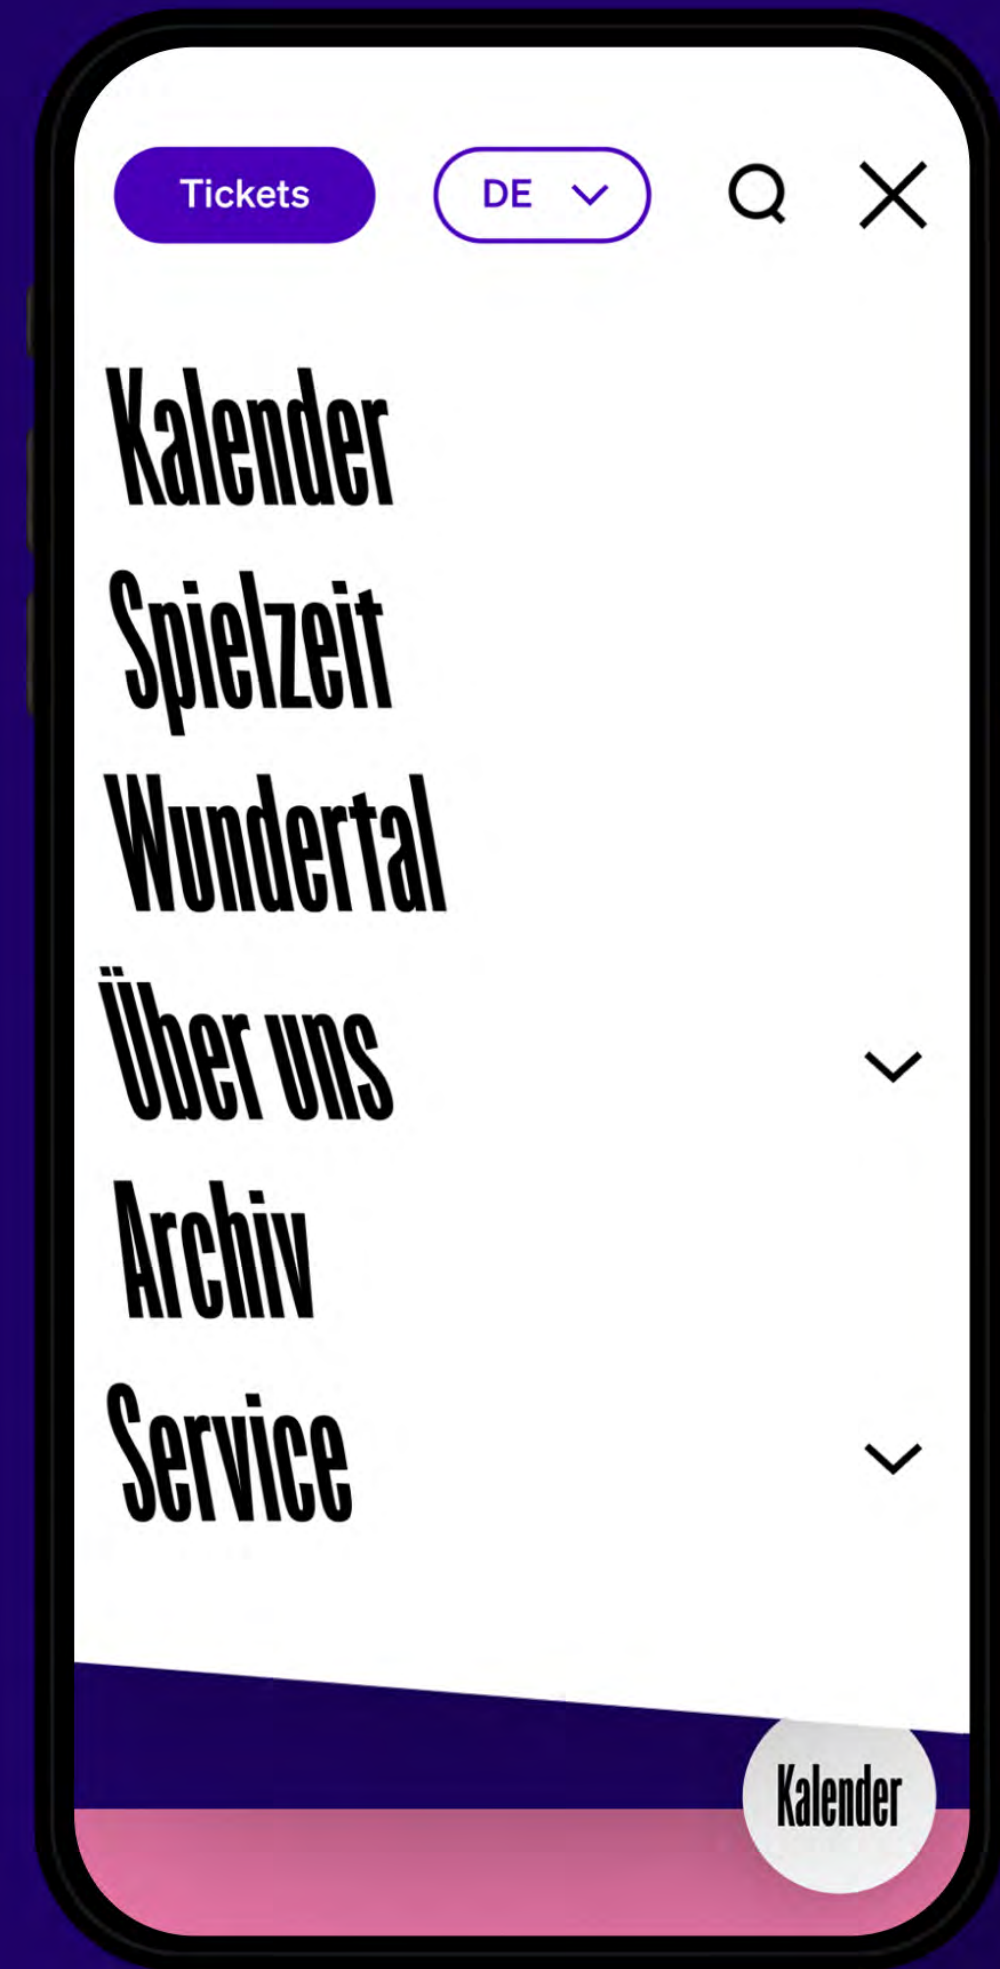 Tickets DE
Kalender
Spielzeit
Wundertal
Über uns
Archiv
Service
Kalender